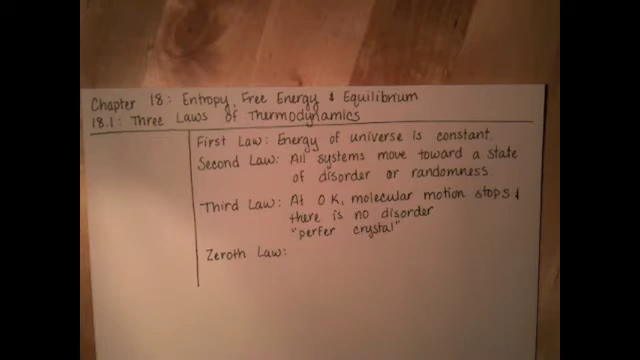 Chapter 18: Entropy, Free Energy & Equilibrium
18.1: Three Laws of Thermodynamics
First Law: Energy of universe is constant.
Second Law: All systems move toward a state
of disorder or randomness.
Third Law: At 0 K, molecular motion stops &
there is no disorder
"perfer crystal"
Zeroth Law: